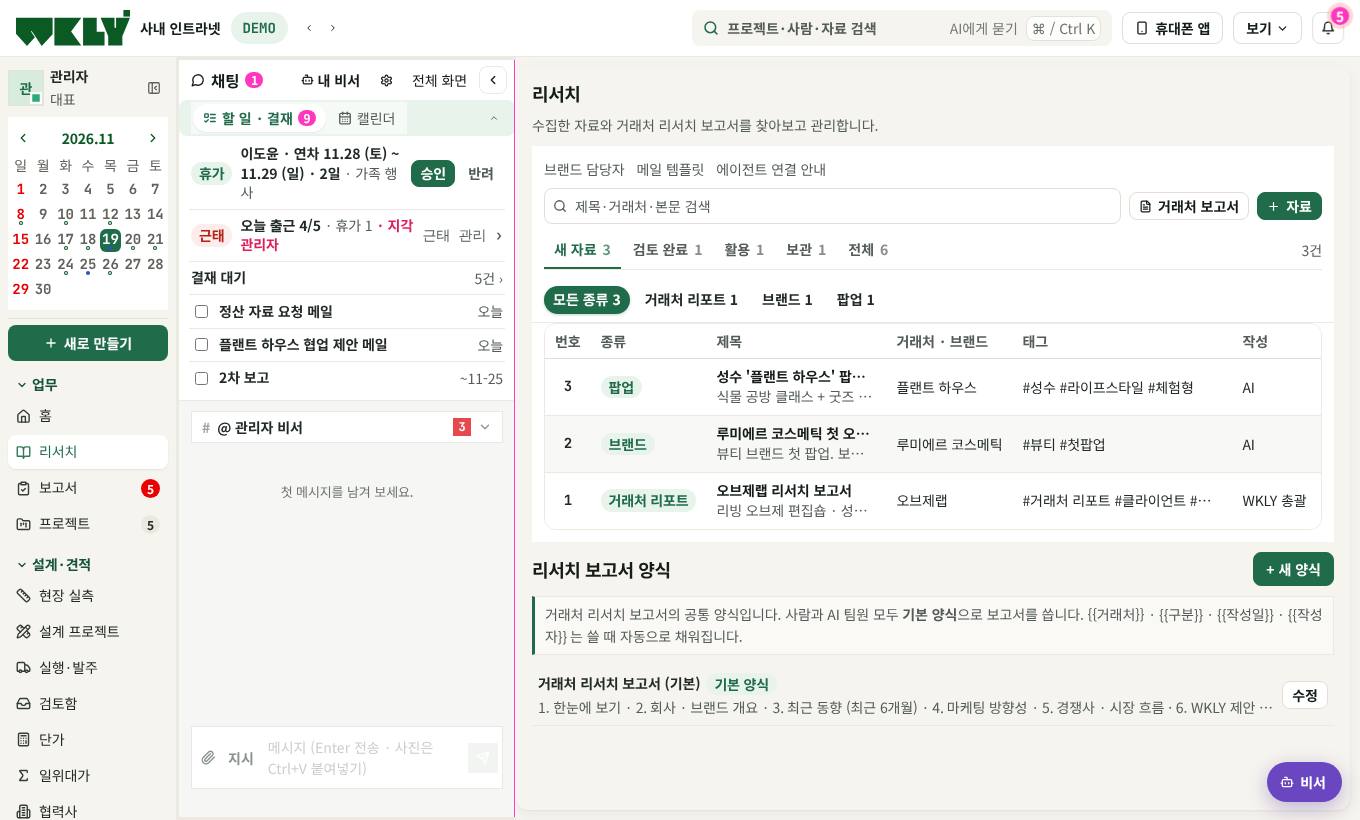 WKLY 사내 인트라넷 DEMO
프로젝트·사람·자료 검색 AI에게 묻기 ⌘ / Ctrl K
휴대폰 앱
보기
5
관
관리자
대표
2026.11
일 월 화 수 목 금 토
1 2 3 4 5 6 7
8 9 10 11 12 13 14
15 16 17 18 19 20 21
22 23 24 25 26 27 28
29 30
+ 새로 만들기
업무
홈
리서치
보고서 5
프로젝트 5
설계·견적
현장 실측
설계 프로젝트
실행·발주
검토함
단가
일위대가
협력사
채팅 1 내 비서 전체 화면
할 일 · 결재 9 캘린더
휴가
이도윤 · 연차 11.28 (토) ~
11.29 (일) · 2일 · 가족 행
사
승인 반려
근태
오늘 출근 4/5 · 휴가 1 · 지각
관리자
근태 관리 ›
결재 대기 5건 ›
정산 자료 요청 메일 오늘
플랜트 하우스 협업 제안 메일 오늘
2차 보고 ~11-25
# @ 관리자 비서 3
첫 메시지를 남겨 보세요.
지시
메시지 (Enter 전송 · 사진은
Ctrl+V 붙여넣기)
리서치
수집한 자료와 거래처 리서치 보고서를 찾아보고 관리합니다.
브랜드 담당자 메일 템플릿 에이전트 연결 안내
제목·거래처·본문 검색
거래처 보고서
+ 자료
새 자료 3 검토 완료 1 활용 1 보관 1 전체 6 3건
모든 종류 3 거래처 리포트 1 브랜드 1 팝업 1
번호 종류 제목 거래처 · 브랜드 태그 작성
3 팝업 성수 '플랜트 하우스' 팝… 플랜트 하우스 #성수 #라이프스타일 #체험형 AI
식물 공방 클래스 + 굿즈 …
2 브랜드 루미에르 코스메틱 첫 오… 루미에르 코스메틱 #뷰티 #첫팝업 AI
뷰티 브랜드 첫 팝업. 보…
1 거래처 리포트 오브제랩 리서치 보고서 오브제랩 #거래처 리포트 #클라이언트 #… WKLY 총괄
리빙 오브제 편집숍 · 성…
리서치 보고서 양식
+ 새 양식
거래처 리서치 보고서의 공통 양식입니다. 사람과 AI 팀원 모두 기본 양식으로 보고서를 씁니다. {{거래처}} · {{구분}} · {{작성일}} · {{작성
자}} 는 쓸 때 자동으로 채워집니다.
거래처 리서치 보고서 (기본) 기본 양식
1. 한눈에 보기 · 2. 회사 · 브랜드 개요 · 3. 최근 동향 (최근 6개월) · 4. 마케팅 방향성 · 5. 경쟁사 · 시장 흐름 · 6. WKLY 제안 …
수정
비서